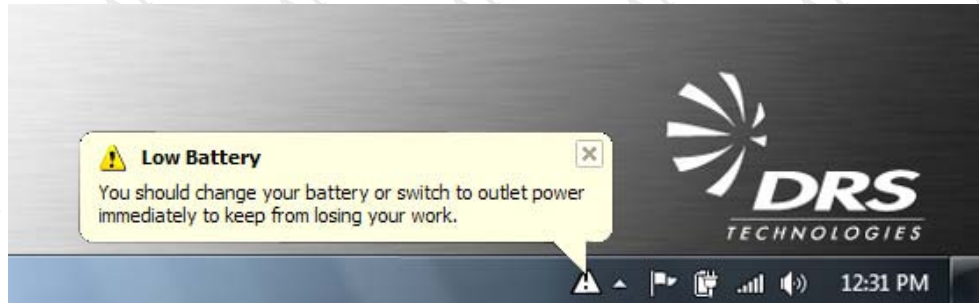 Low Battery
You should change your battery or switch to outlet power
immediately to keep from losing your work.
DRS
TECHNOLOGIES
12:31 PM